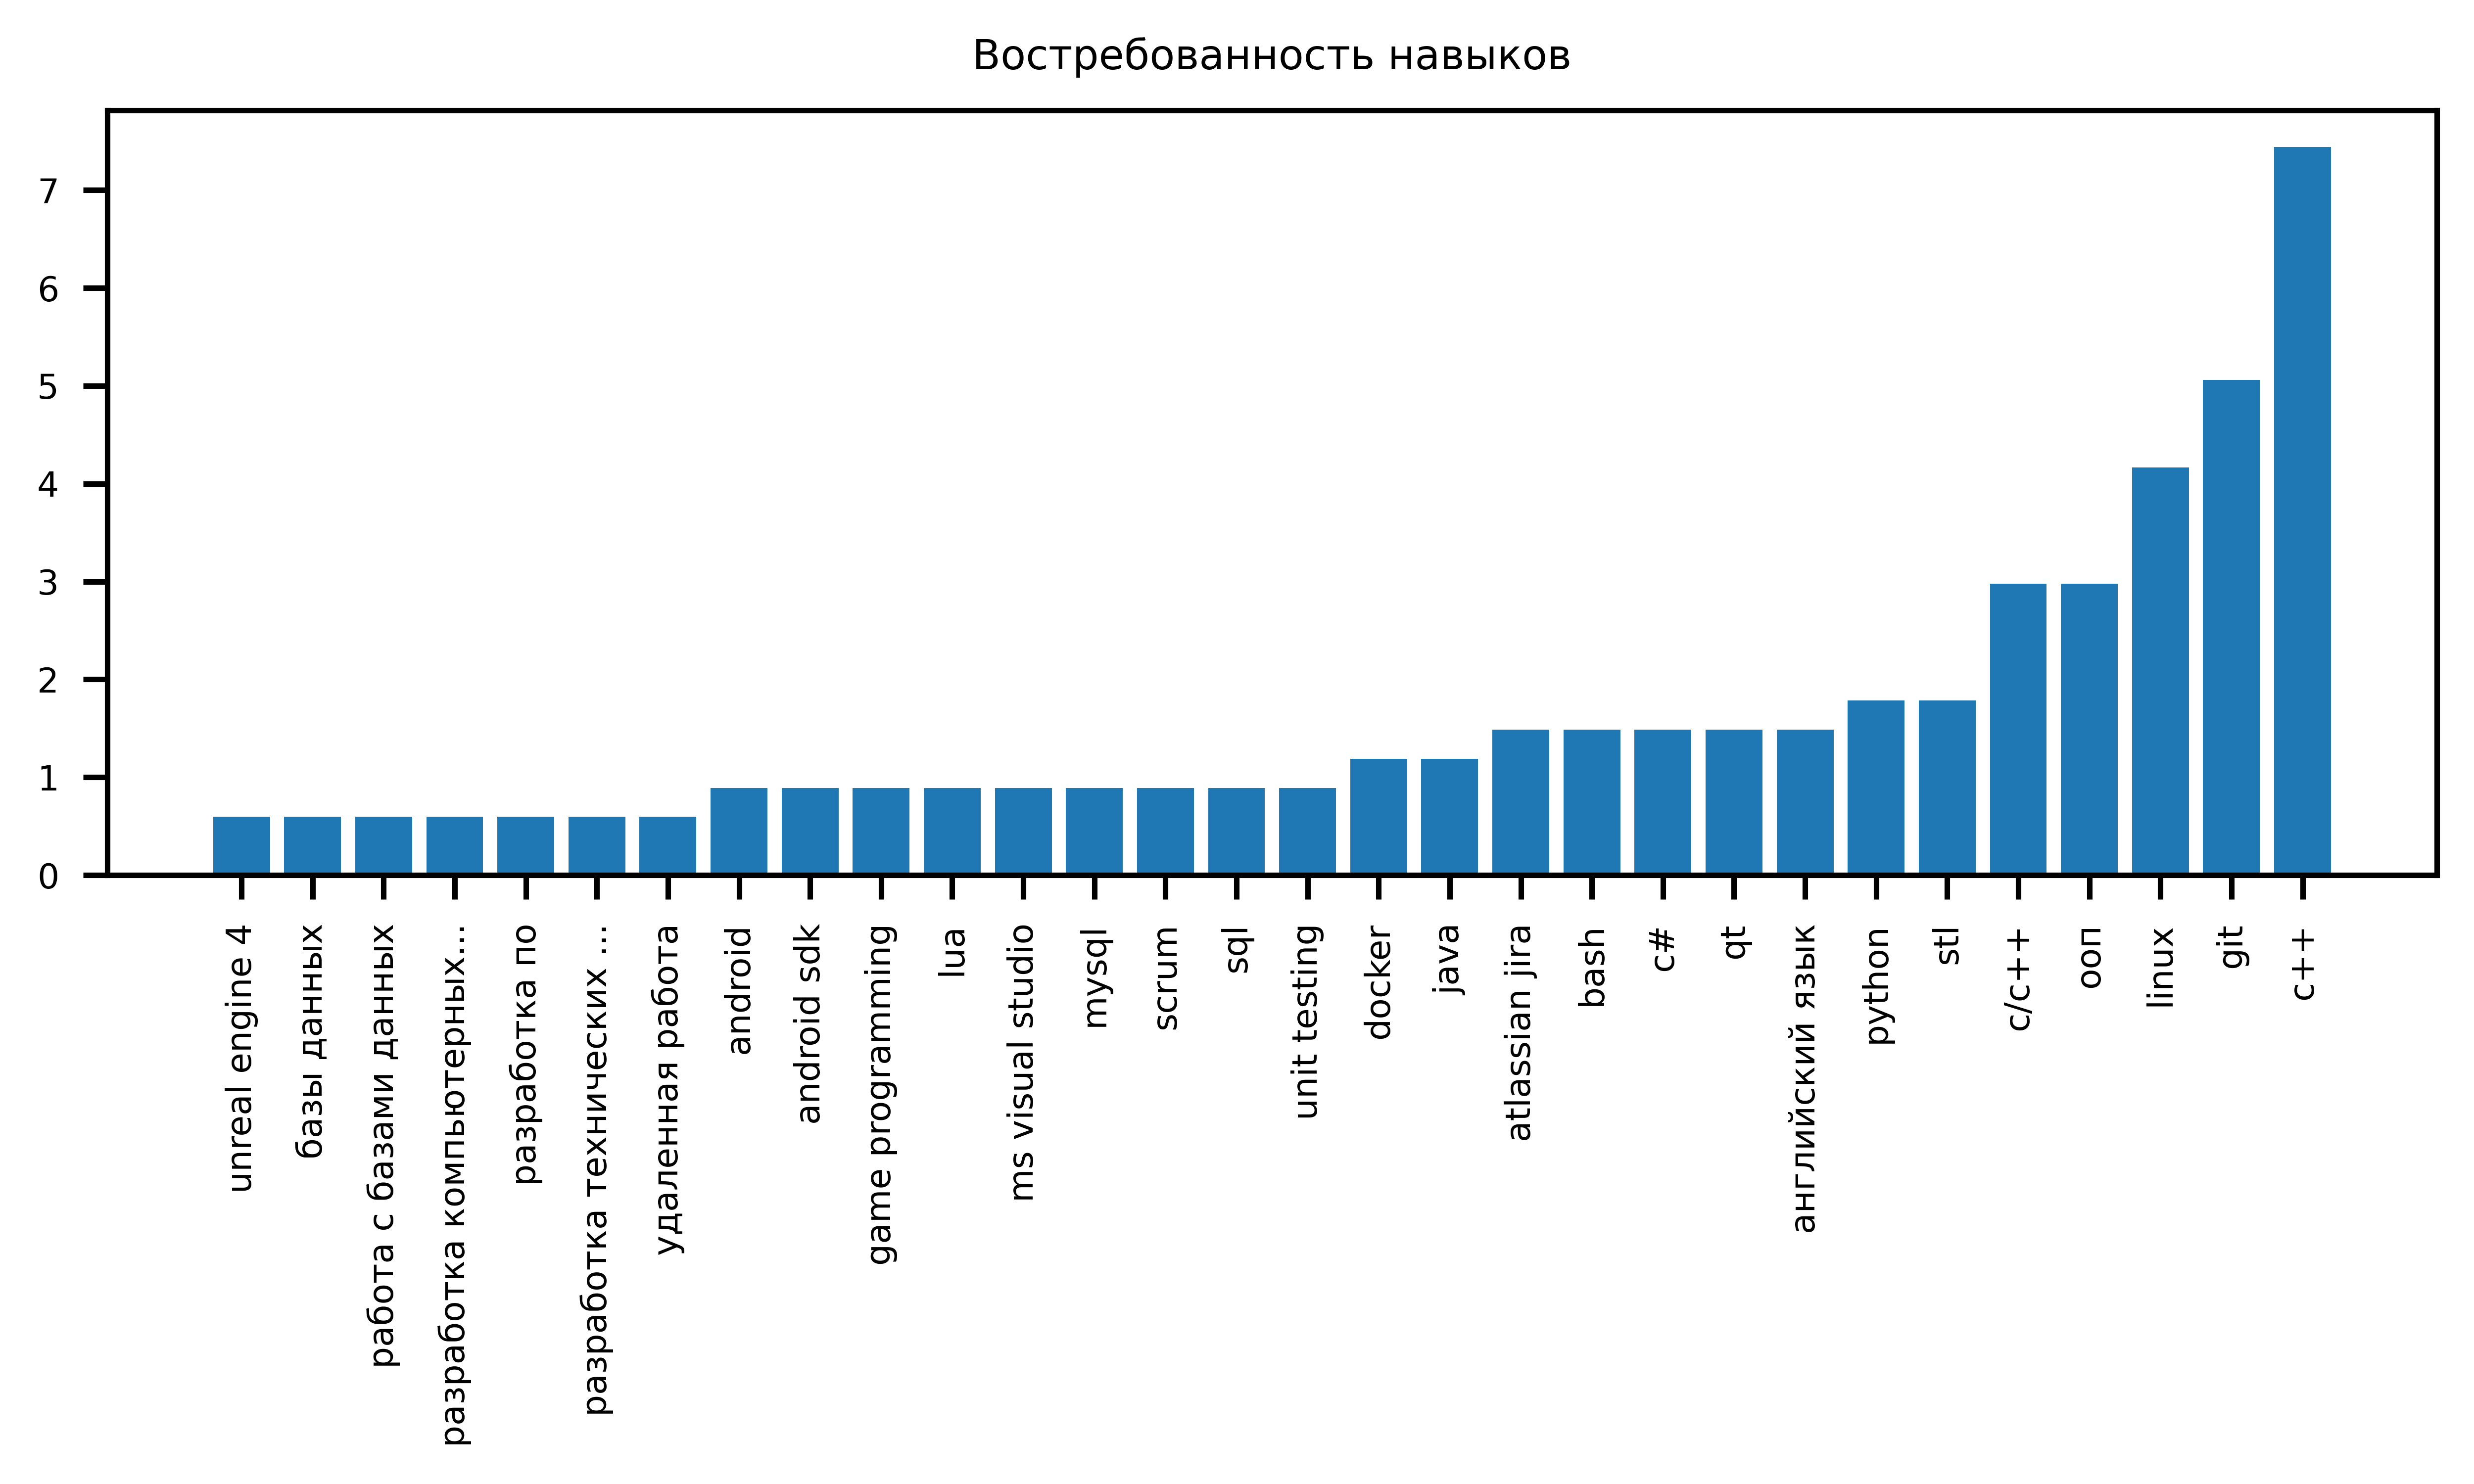 Востребованность навыков
7
6
5
4
3
2
1
0
unreal engine 4
базы данных
работа с базами данных
разработка компьютерных...
разработка по
разработка технических ...
удаленная работа
android
android sdk
game programming
lua
ms visual studio
mysql
scrum
sql
unit testing
docker
java
atlassian jira
bash
c#
qt
английский язык
python
stl
c/c++
ооп
linux
git
c++